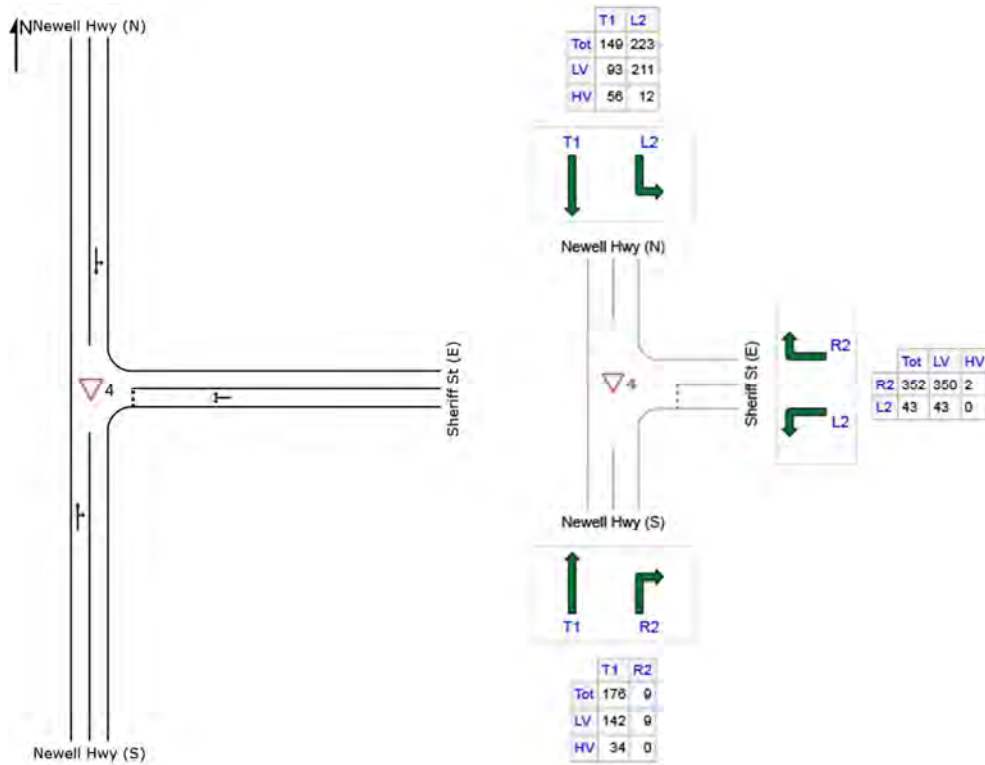 N
Newell Hwy (N)
4
Sheriff St (E)
Newell Hwy (S)
T1 L2
Tot 149 223
LV 93 211
HV 56 12
T1 L2
Newell Hwy (N)
4
Sheriff St (E)
R2
L2
Tot LV HV
R2 352 350 2
L2 43 43 0
Newell Hwy (S)
T1 R2
T1 R2
Tot 176 9
LV 142 9
HV 34 0